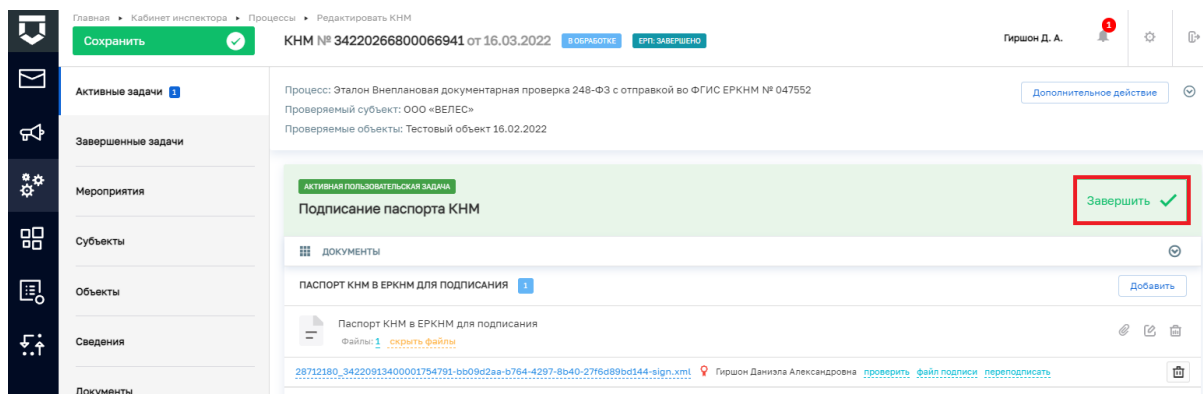 Главная ▸ Кабинет инспектора ▸ Процессы ▸ Редактировать КНМ
Сохранить
КНМ № 34220266800066941 от 16.03.2022 В ОБРАБОТКЕ ЕРП: ЗАВЕРШЕНО
Гиршон Д. А.
1
Активные задачи 1
Завершенные задачи
Мероприятия
Субъекты
Объекты
Сведения
Документы
Процесс: Эталон Внеплановая документарная проверка 248-ФЗ с отправкой во ФГИС ЕРКНМ № 047552
Дополнительное действие
Проверяемый субъект: ООО «ВЕЛЕС»
Проверяемые объекты: Тестовый объект 16.02.2022
АКТИВНАЯ ПОЛЬЗОВАТЕЛЬСКАЯ ЗАДАЧА
Подписание паспорта КНМ
Завершить
ДОКУМЕНТЫ
ПАСПОРТ КНМ В ЕРКНМ ДЛЯ ПОДПИСАНИЯ 1
Добавить
Паспорт КНМ в ЕРКНМ для подписания
Файлы: 1 скрыть файлы
28712180_34220913400001754791-bb09d2aa-b764-4297-8b40-27f6d89bd144-sign.xml Гиршон Даниэла Александровна проверить файл подписи переподписать